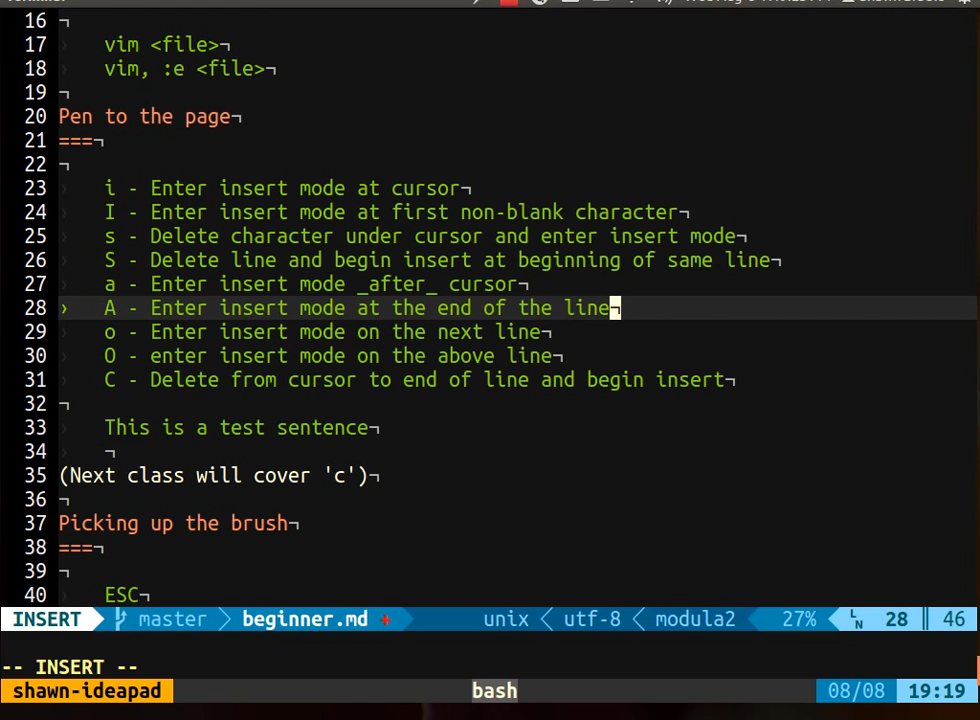 16 ¬
17 vim <file>¬
18 vim, :e <file>¬
19 ¬
20 Pen to the page¬
21 ===¬
22 ¬
23 i - Enter insert mode at cursor¬
24 I - Enter insert mode at first non-blank character¬
25 s - Delete character under cursor and enter insert mode¬
26 S - Delete line and begin insert at beginning of same line¬
27 a - Enter insert mode _after_ cursor¬
28 › A - Enter insert mode at the end of the line¬
29 o - Enter insert mode on the next line¬
30 O - enter insert mode on the above line¬
31 C - Delete from cursor to end of line and begin insert¬
32 ¬
33 This is a test sentence¬
34 ¬
35 (Next class will cover 'c')¬
36 ¬
37 Picking up the brush¬
38 ===¬
39 ¬
40 ESC¬
INSERT master beginner.md + unix utf-8 modula2 27% LN 28 46
-- INSERT --
shawn-ideapad bash 08/08 19:19